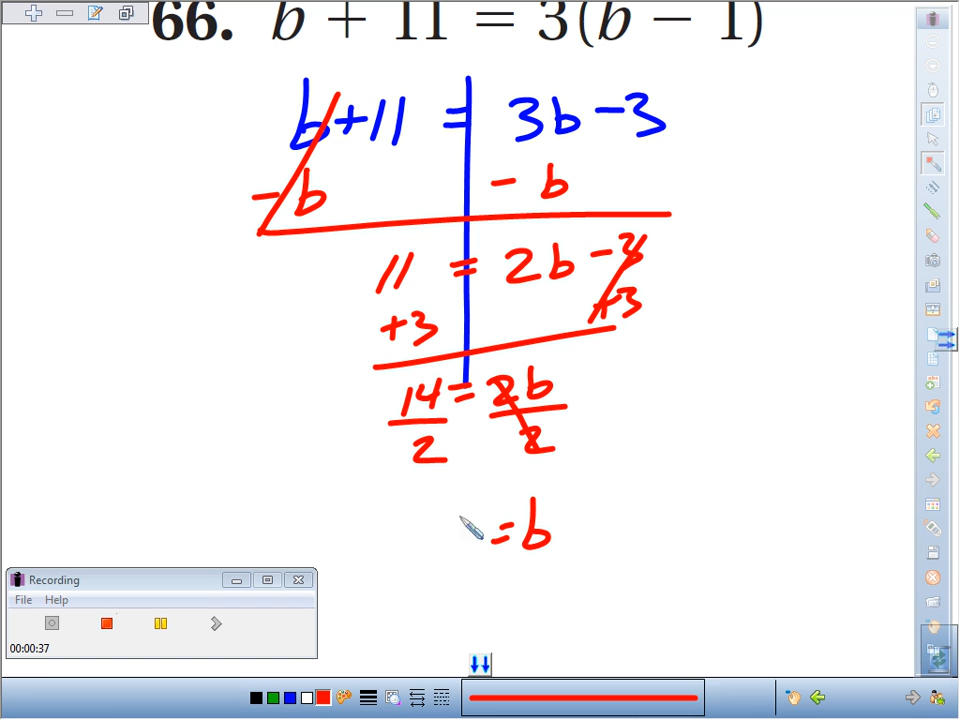 66. b + 11 = 3(b − 1)
b + 11 = 3b − 3
− b − b
11 = 2b − 3
+3 +3
14 = 2b
2 2
= b
Recording
File Help
00:00:37